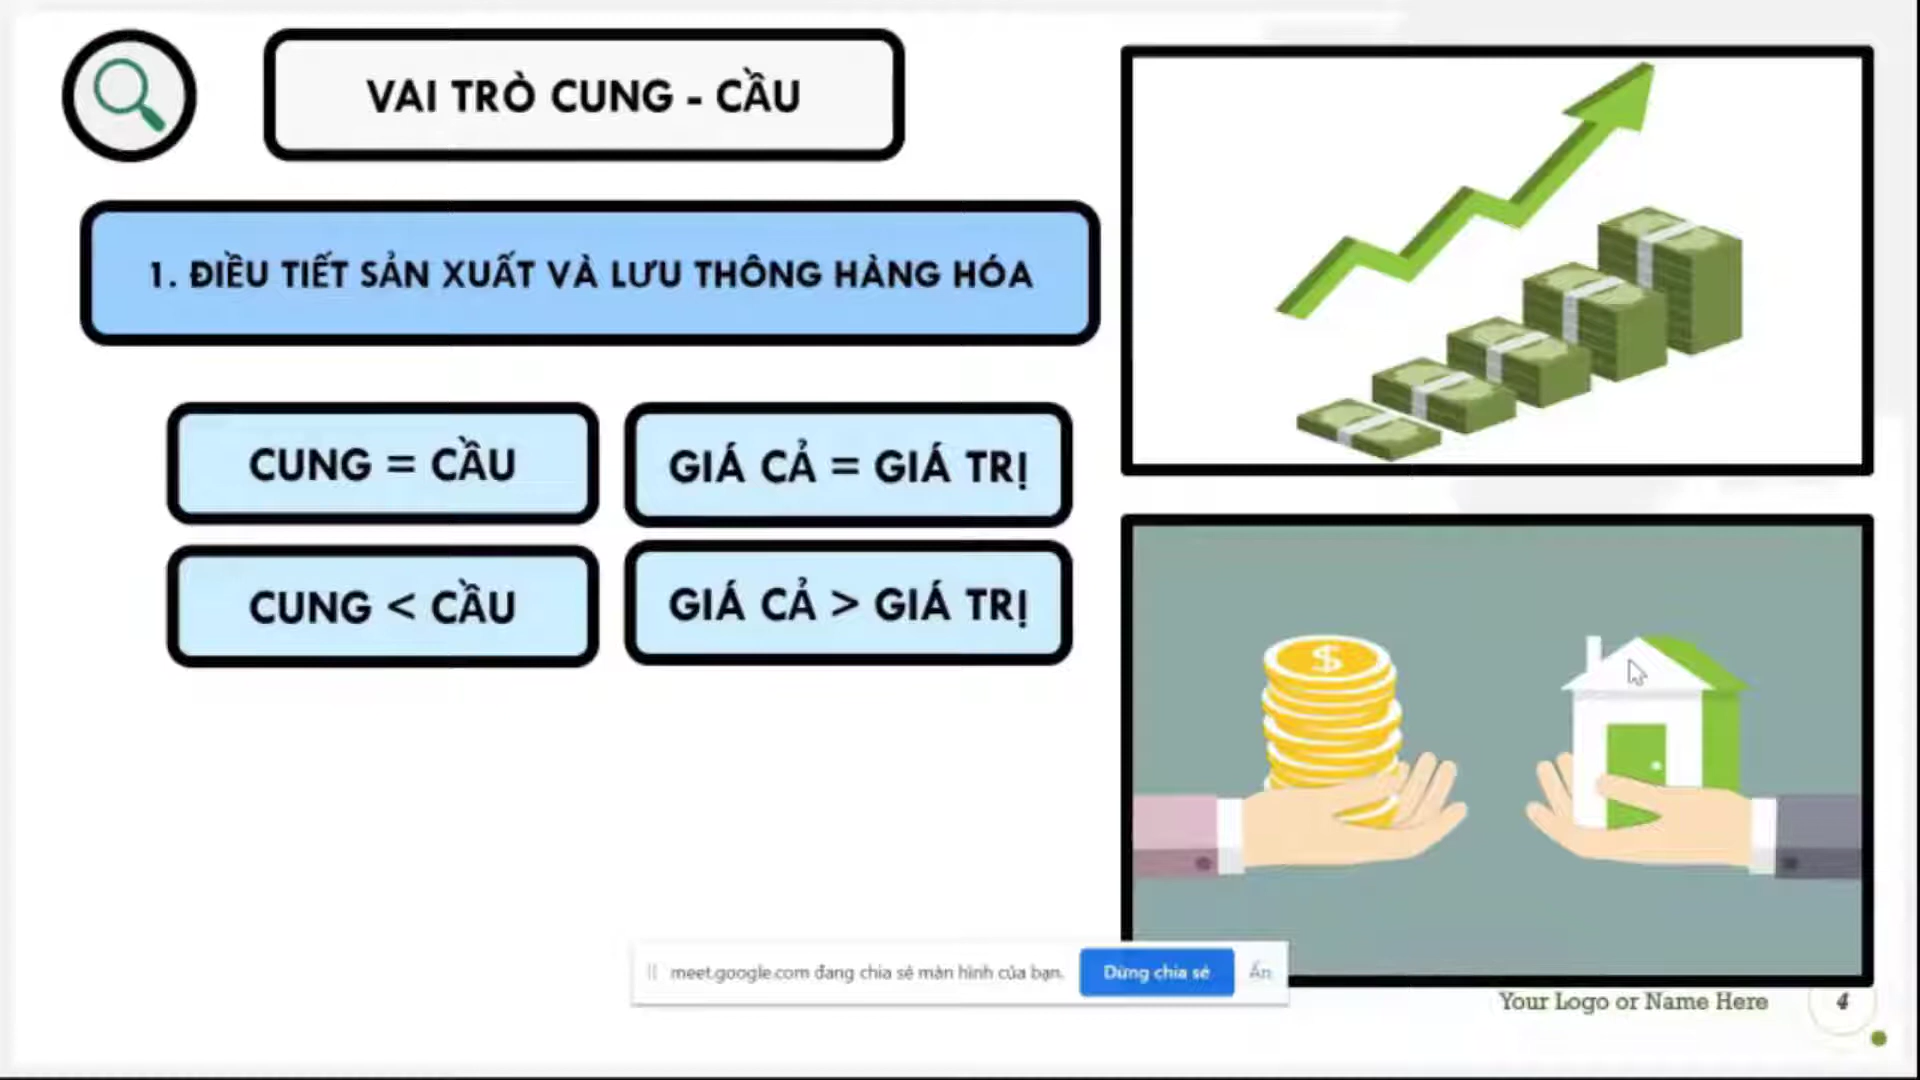 VAI TRÒ CUNG - CẦU
1. ĐIỀU TIẾT SẢN XUẤT VÀ LƯU THÔNG HÀNG HÓA
CUNG = CẦU
GIÁ CẢ = GIÁ TRỊ
CUNG < CẦU
GIÁ CẢ > GIÁ TRỊ
$
meet.google.com đang chia sẻ màn hình của bạn.
Dừng chia sẻ
Ẩn
Your Logo or Name Here
4